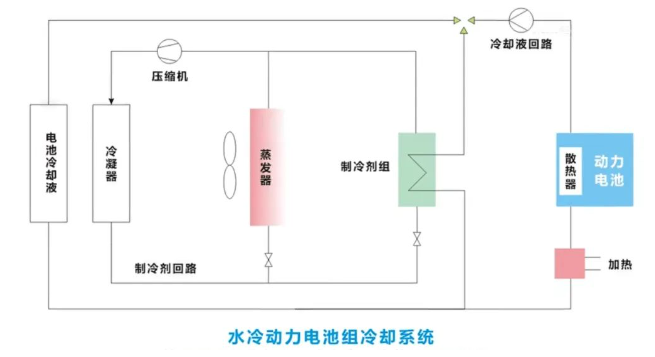 冷却液回路
压缩机
电池冷却液
冷凝器
蒸发器
制冷剂组
散热器
动力
电池
制冷剂回路
加热
水冷动力电池组冷却系统